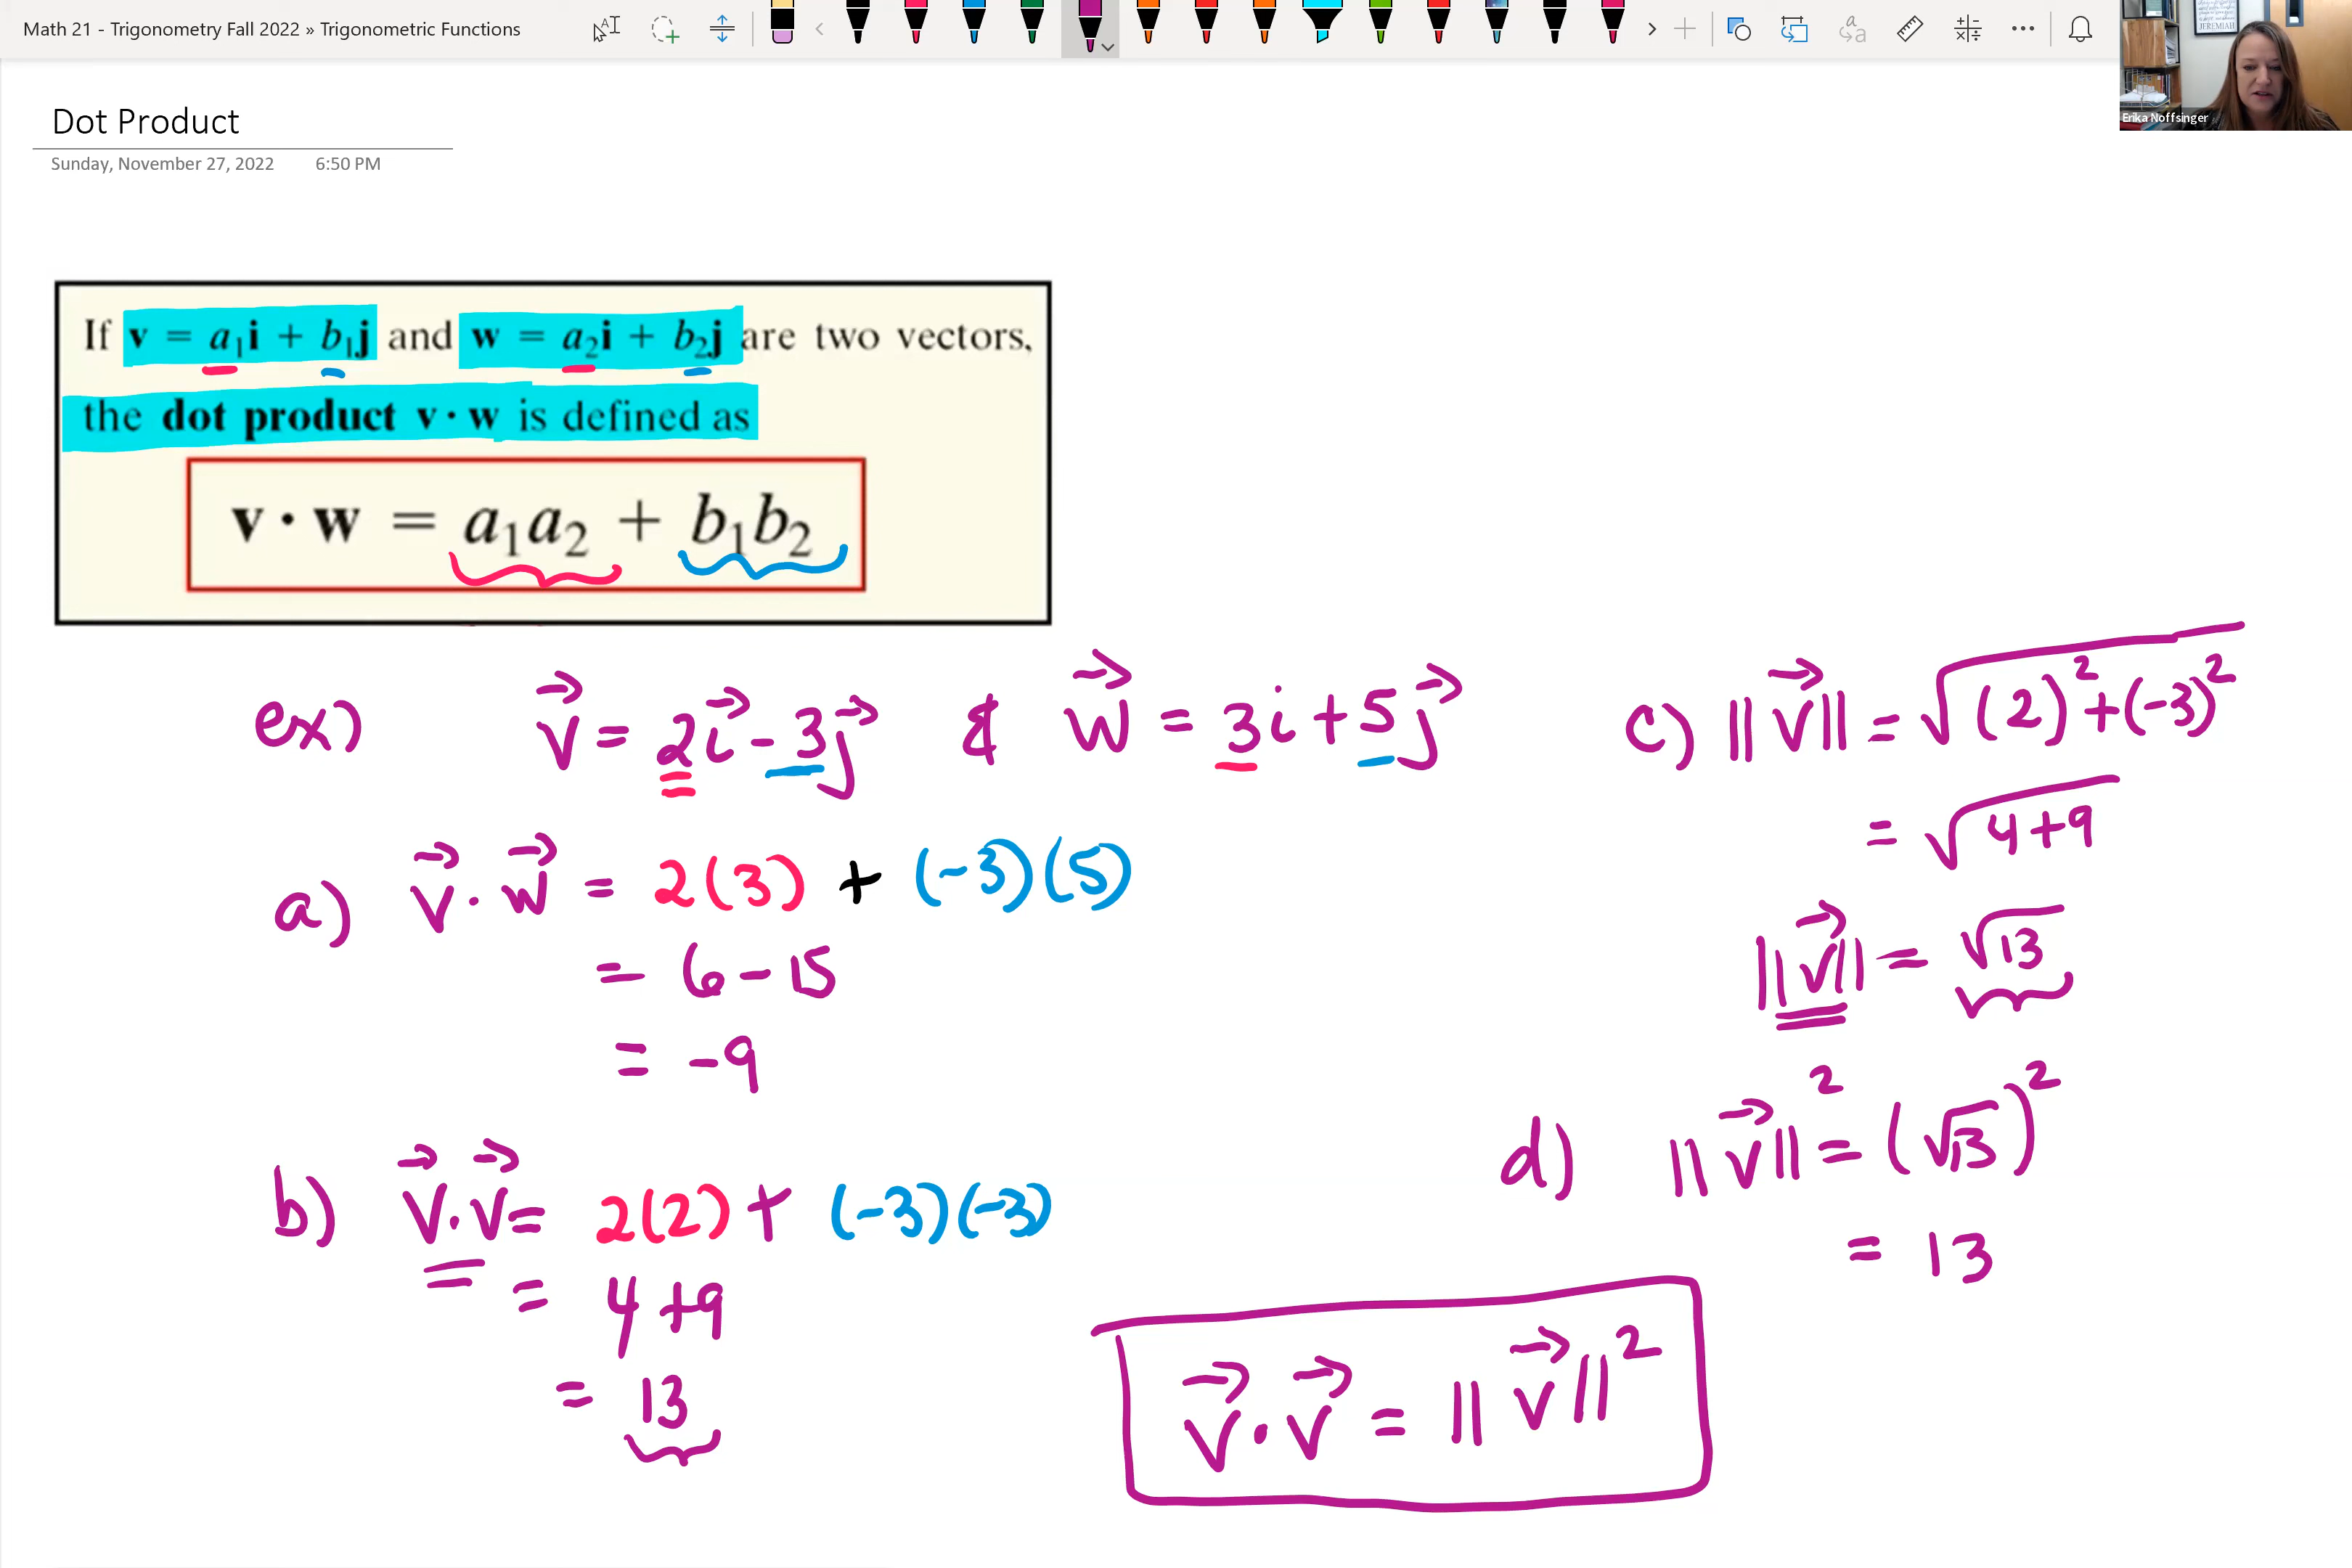 Math 21 - Trigonometry Fall 2022 » Trigonometric Functions
JEREMIAH
Erika Noffsinger
Dot Product
Sunday, November 27, 2022 6:50 PM
If v = a₁i + b₁j and w = a₂i + b₂j are two vectors,
the dot product v · w is defined as
v · w = a₁a₂ + b₁b₂
ex) v⃗ = 2i⃗ - 3j⃗ & w⃗ = 3i + 5j⃗
a) v⃗ · w⃗ = 2(3) + (-3)(5)
= 6 - 15
= -9
b) v⃗ · v⃗ = 2(2) + (-3)(-3)
= 4 + 9
= 13
c) ||v⃗|| = √((2)² + (-3)²)
= √(4+9)
||v⃗|| = √13
d) ||v⃗||² = (√13)²
= 13
v⃗ · v⃗ = ||v⃗||²